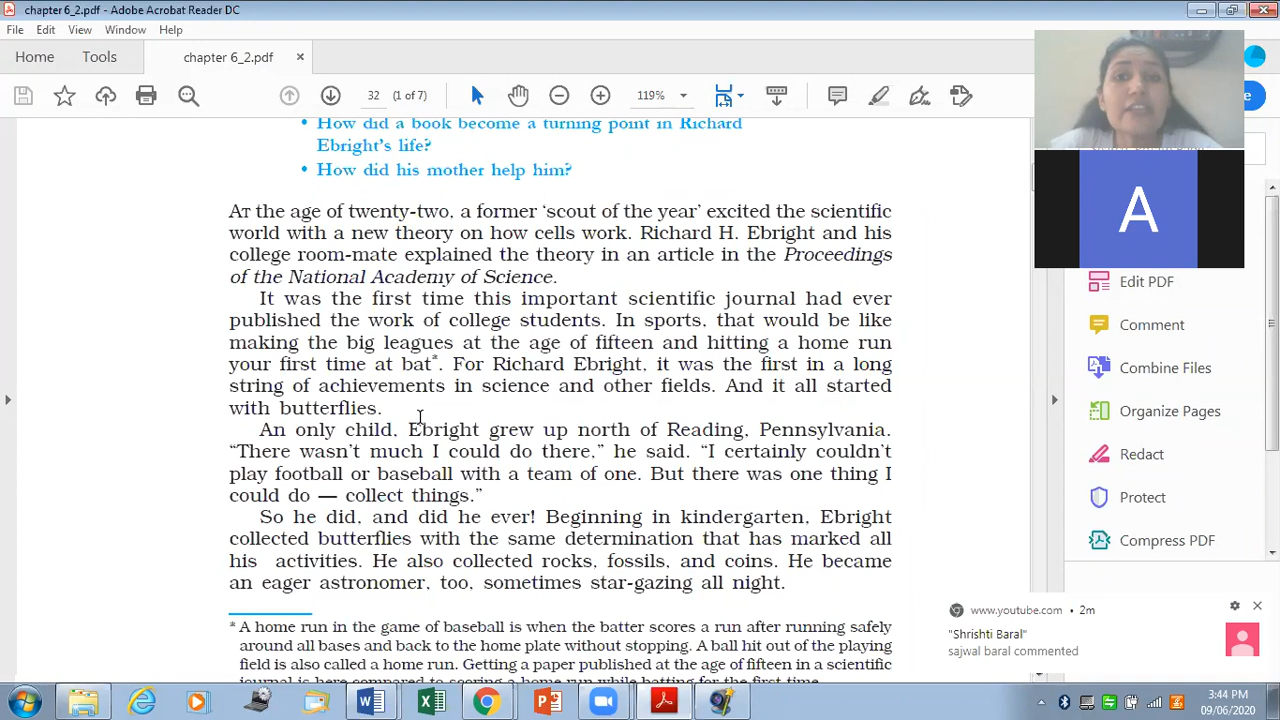 chapter 6_2.pdf - Adobe Acrobat Reader DC
File Edit View Window Help
Home Tools chapter 6_2.pdf ×
32 (1 of 7) 119%
• How did a book become a turning point in Richard
Ebright's life?
• How did his mother help him?
AT the age of twenty-two, a former 'scout of the year' excited the scientific
world with a new theory on how cells work. Richard H. Ebright and his
college room-mate explained the theory in an article in the Proceedings
of the National Academy of Science.
It was the first time this important scientific journal had ever
published the work of college students. In sports, that would be like
making the big leagues at the age of fifteen and hitting a home run
your first time at bat*. For Richard Ebright, it was the first in a long
string of achievements in science and other fields. And it all started
with butterflies.
An only child, Ebright grew up north of Reading, Pennsylvania.
“There wasn't much I could do there,” he said. “I certainly couldn't
play football or baseball with a team of one. But there was one thing I
could do — collect things.”
So he did, and did he ever! Beginning in kindergarten, Ebright
collected butterflies with the same determination that has marked all
his activities. He also collected rocks, fossils, and coins. He became
an eager astronomer, too, sometimes star-gazing all night.
* A home run in the game of baseball is when the batter scores a run after running safely
around all bases and back to the home plate without stopping. A ball hit out of the playing
field is also called a home run. Getting a paper published at the age of fifteen in a scientific
journal is here compared to scoring a home run while batting for the first time.
A
Edit PDF
Comment
Combine Files
Organize Pages
Redact
Protect
Compress PDF
www.youtube.com • 2m
"Shrishti Baral"
sajwal baral commented
3:44 PM
09/06/2020